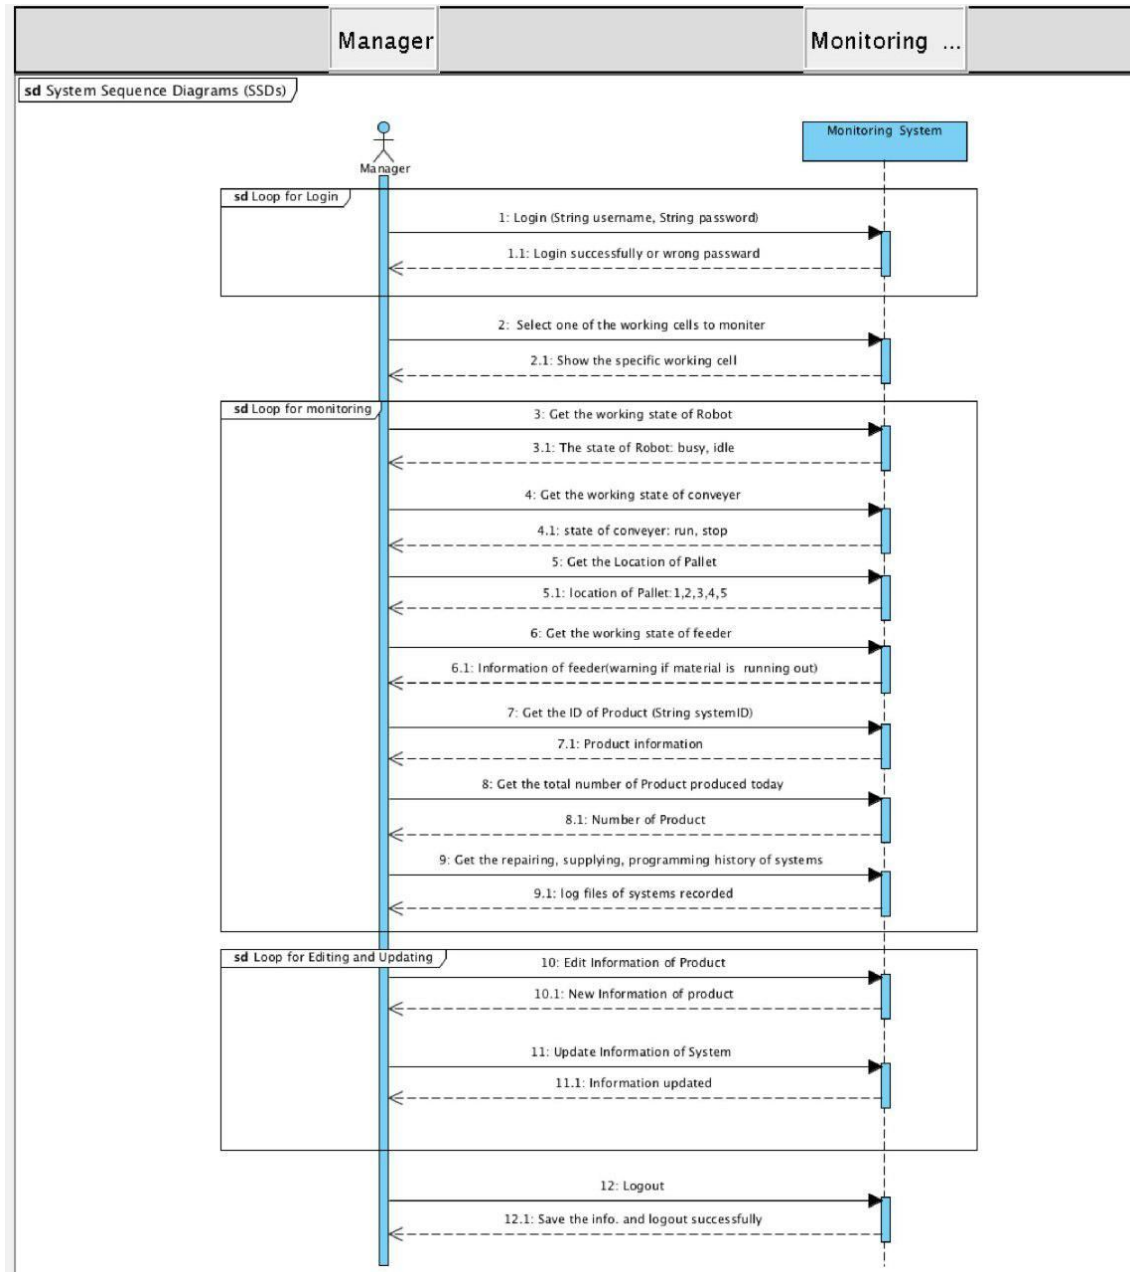 Manager
Monitoring ...
sd System Sequence Diagrams (SSDs)
Monitoring System
Manager
sd Loop for Login
1: Login (String username, String password)
1.1: Login successfully or wrong password
2: Select one of the working cells to moniter
2.1: Show the specific working cell
sd Loop for monitoring
3: Get the working state of Robot
3.1: The state of Robot: busy, idle
4: Get the working state of conveyer
4.1: state of conveyer: run, stop
5: Get the Location of Pallet
5.1: location of Pallet:1,2,3,4,5
6: Get the working state of feeder
6.1: Information of feeder(warning if material is running out)
7: Get the ID of Product (String systemID)
7.1: Product information
8: Get the total number of Product produced today
8.1: Number of Product
9: Get the repairing, supplying, programming history of systems
9.1: log files of systems recorded
sd Loop for Editing and Updating
10: Edit Information of Product
10.1: New Information of product
11: Update Information of System
11.1: Information updated
12: Logout
12.1: Save the info. and logout successfully